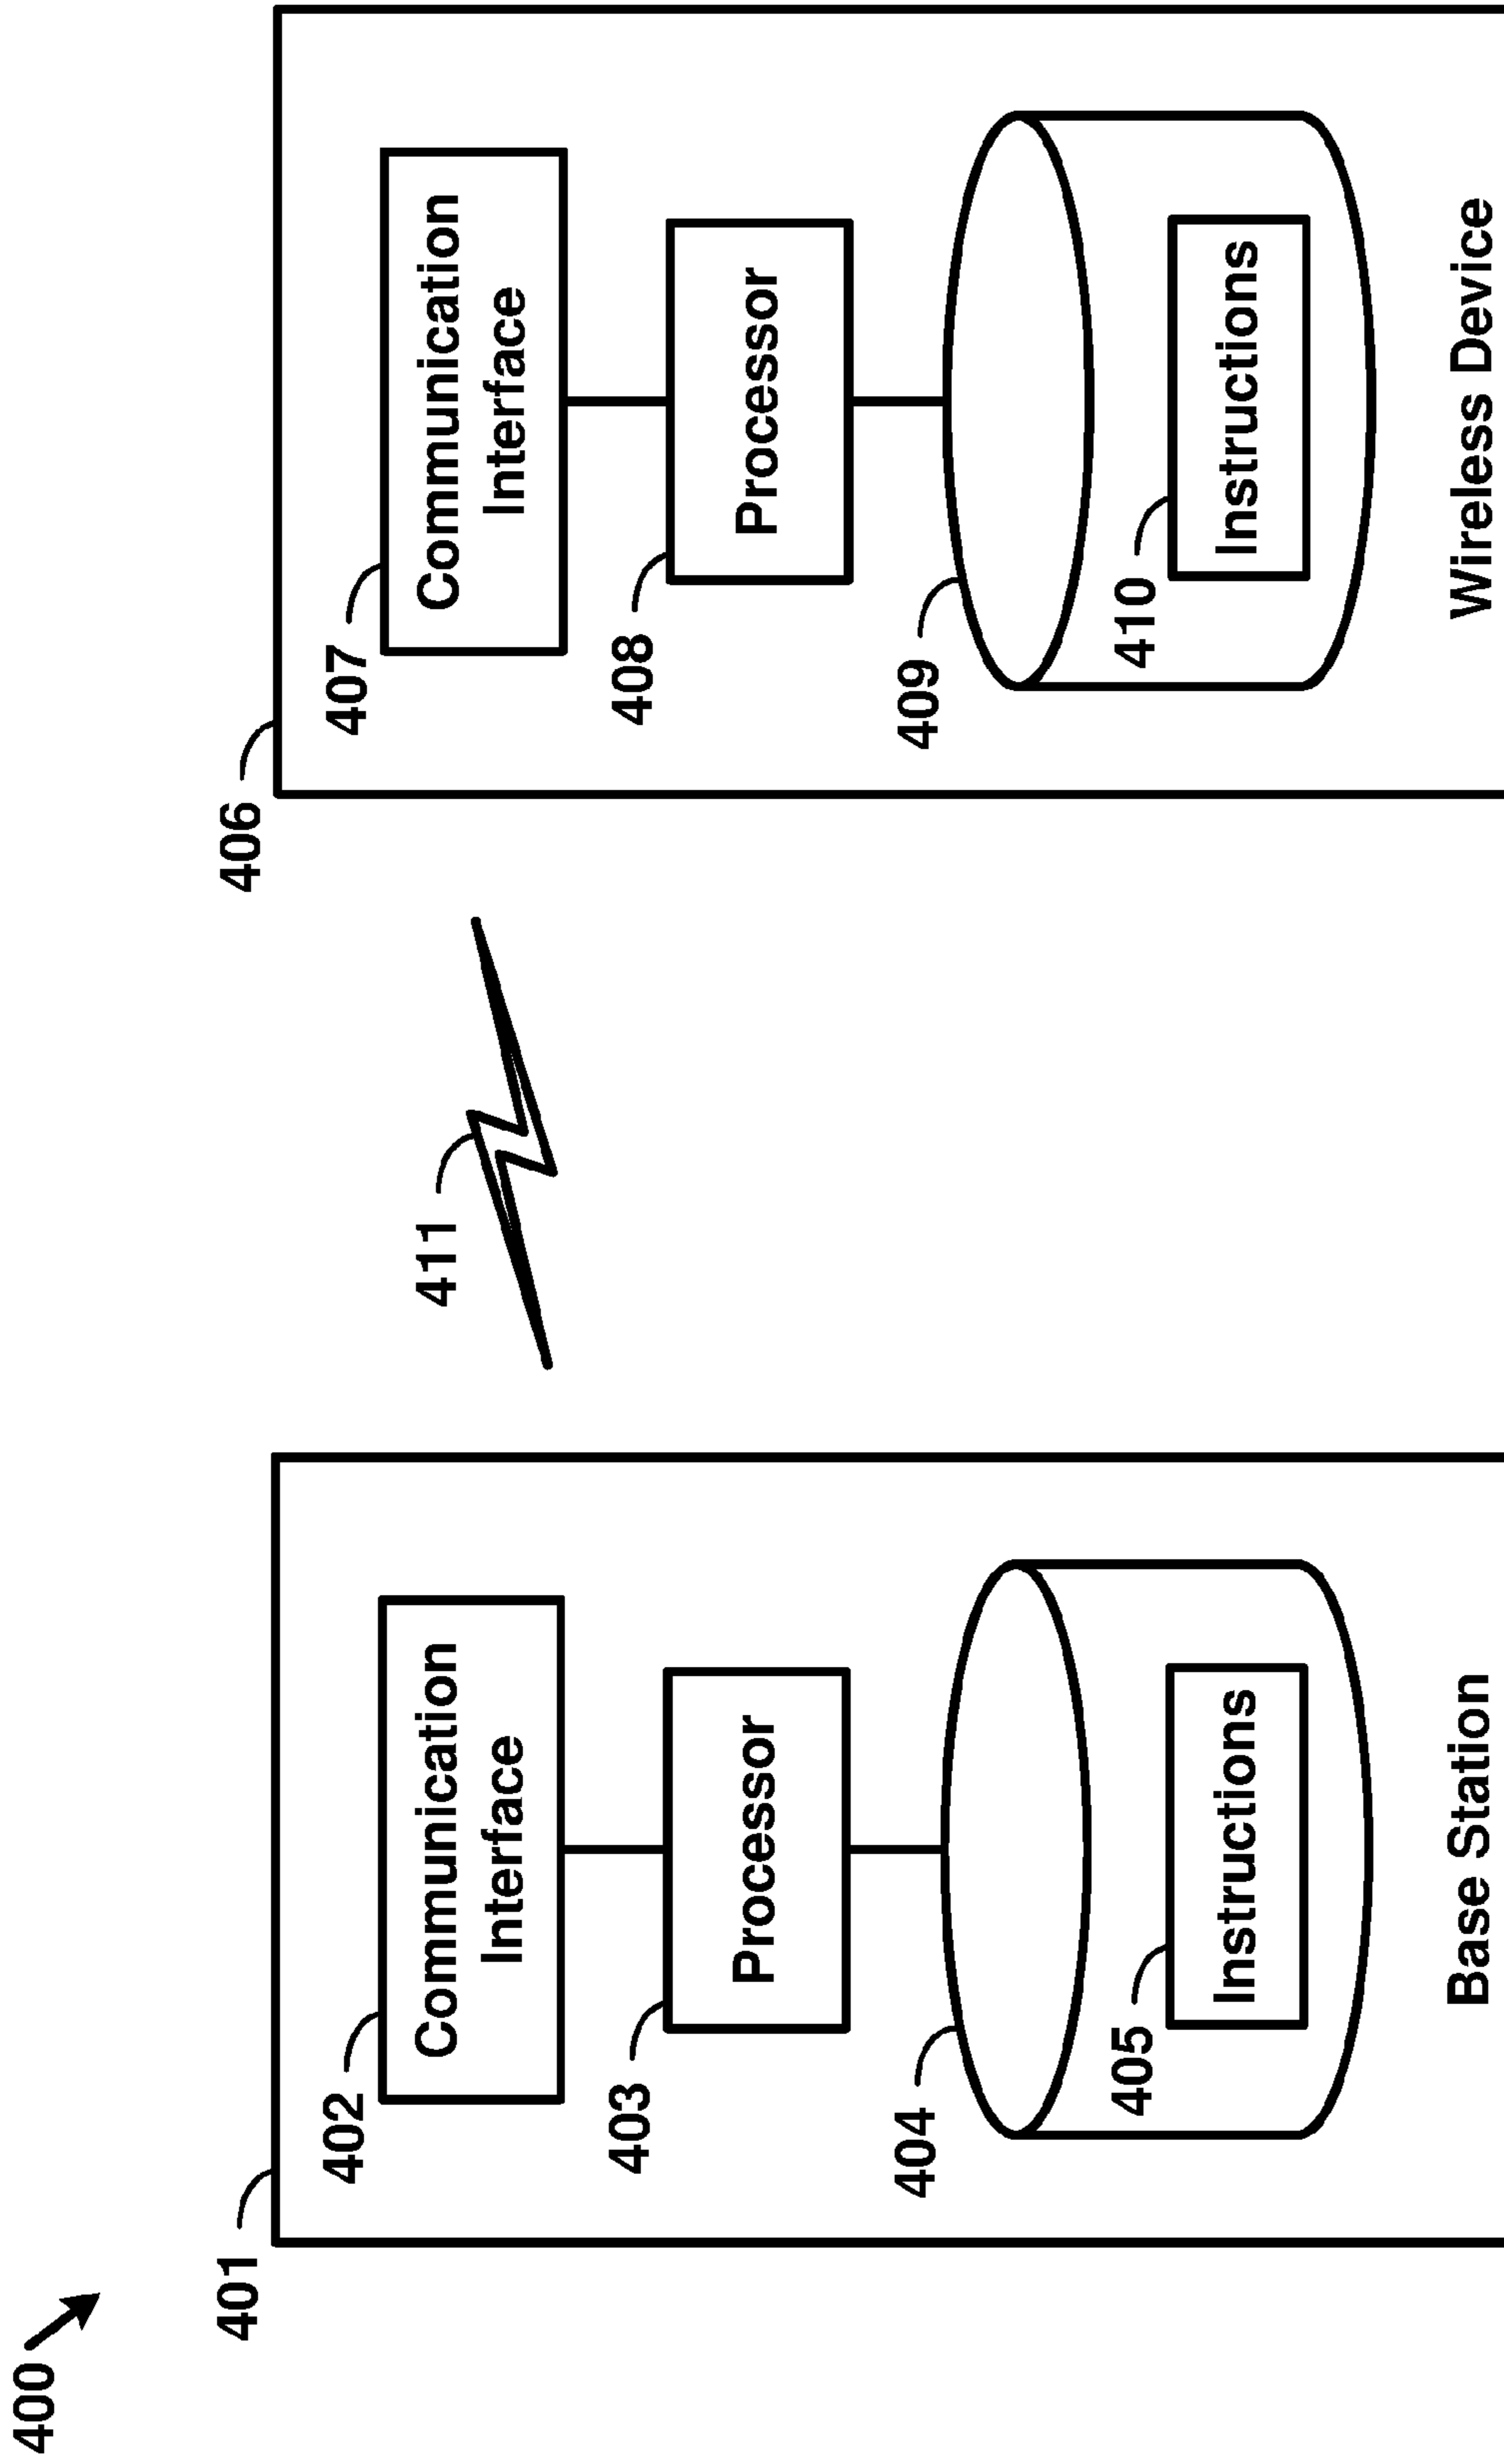 400
401
402
Communication
Interface
403
Processor
404
405
Instructions
Base Station
411
406
407
Communication
Interface
408
Processor
409
410
Instructions
Wireless Device